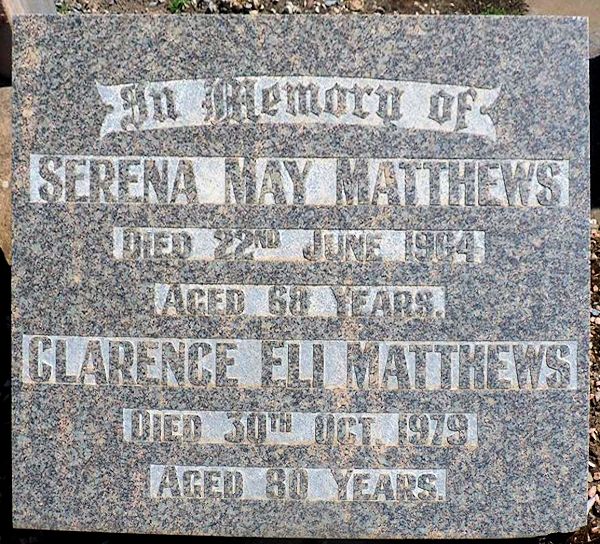 In Memory of
SERENA MAY MATTHEWS
DIED 22ND JUNE 1964
AGED 68 YEARS.
CLARENCE ELI MATTHEWS
DIED 30TH OCT. 1979
AGED 80 YEARS.